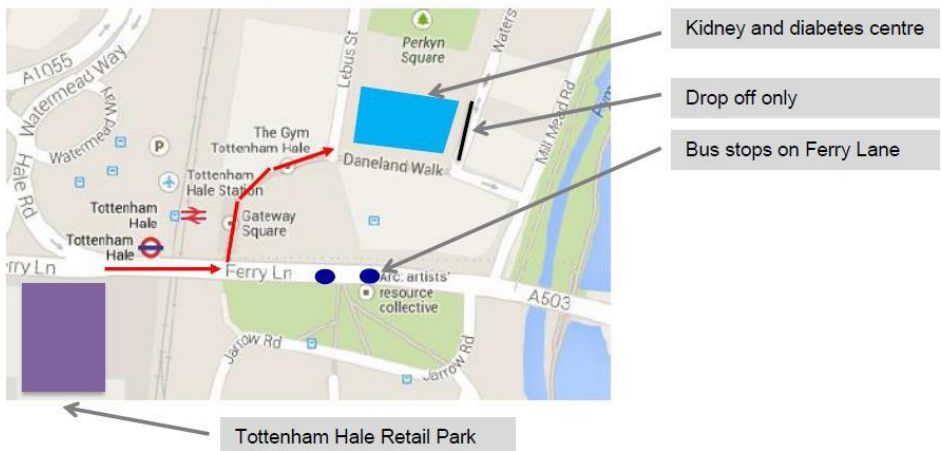 Kidney and diabetes centre
Drop off only
Bus stops on Ferry Lane
Perkyn
Square
Waters
Lebus St
A1055
Watermead Way
Way
Watermead
Hale Rd
P
The Gym
Tottenham Hale
Daneland Walk
Mill Mead Rd
Tottenham
Hale Station
Tottenham
Hale
Gateway
Square
Tottenham
Hale
erry Ln
Ferry Ln
Arc: artists'
resource
collective
A503
Jarrow Rd
Jarrow Rd
Tottenham Hale Retail Park